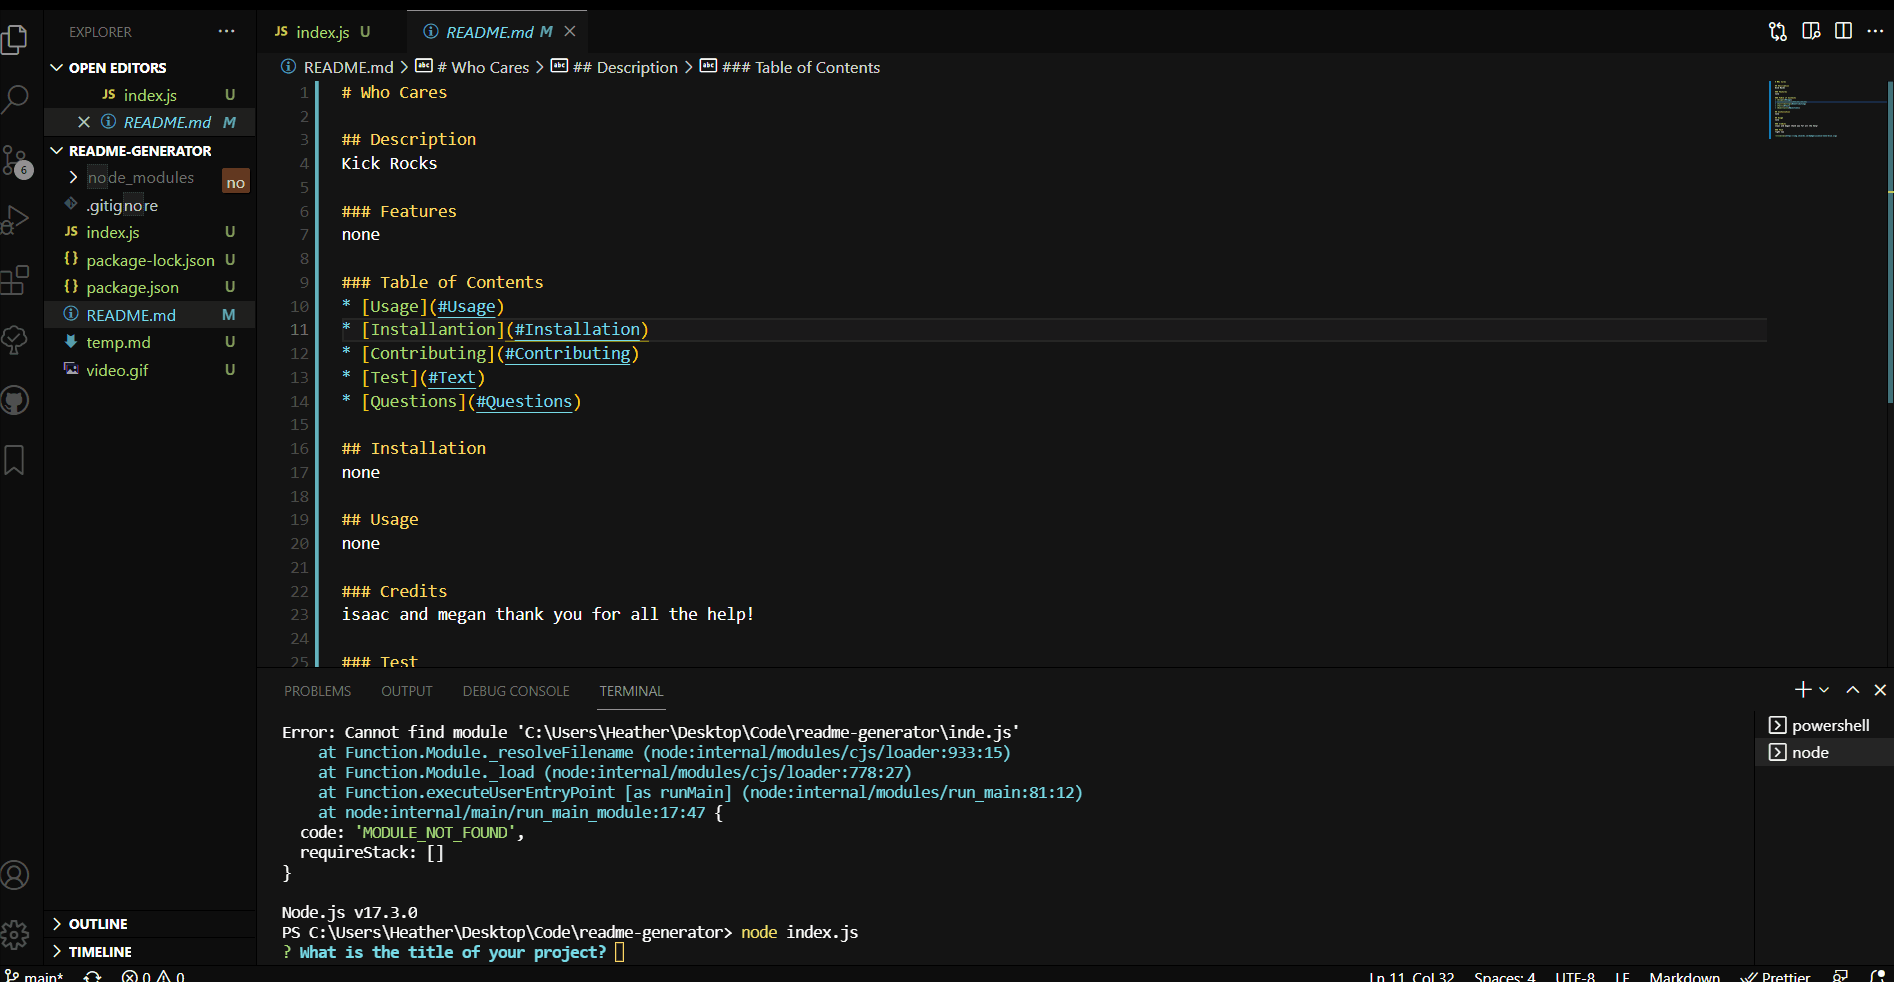 EXPLORER ...
OPEN EDITORS
JS index.js U
README.md M
README-GENERATOR
node_modules no
.gitignore
JS index.js U
{} package-lock.json U
{} package.json U
README.md M
temp.md U
video.gif U
OUTLINE
TIMELINE
6
JS index.js U
README.md M
README.md > # Who Cares > ## Description > ### Table of Contents
1 # Who Cares
2
3 ## Description
4 Kick Rocks
5
6 ### Features
7 none
8
9 ### Table of Contents
10 * [Usage](#Usage)
11 * [Installantion](#Installation)
12 * [Contributing](#Contributing)
13 * [Test](#Text)
14 * [Questions](#Questions)
15
16 ## Installation
17 none
18
19 ## Usage
20 none
21
22 ### Credits
23 isaac and megan thank you for all the help!
24
25 ### Test
PROBLEMS OUTPUT DEBUG CONSOLE TERMINAL
Error: Cannot find module 'C:\Users\Heather\Desktop\Code\readme-generator\inde.js'
at Function.Module._resolveFilename (node:internal/modules/cjs/loader:933:15)
at Function.Module._load (node:internal/modules/cjs/loader:778:27)
at Function.executeUserEntryPoint [as runMain] (node:internal/modules/run_main:81:12)
at node:internal/main/run_main_module:17:47 {
code: 'MODULE_NOT_FOUND',
requireStack: []
}
Node.js v17.3.0
PS C:\Users\Heather\Desktop\Code\readme-generator> node index.js
? What is the title of your project?
powershell
node
main* 0 0
Ln 11, Col 32 Spaces: 4 UTF-8 LF Markdown Prettier